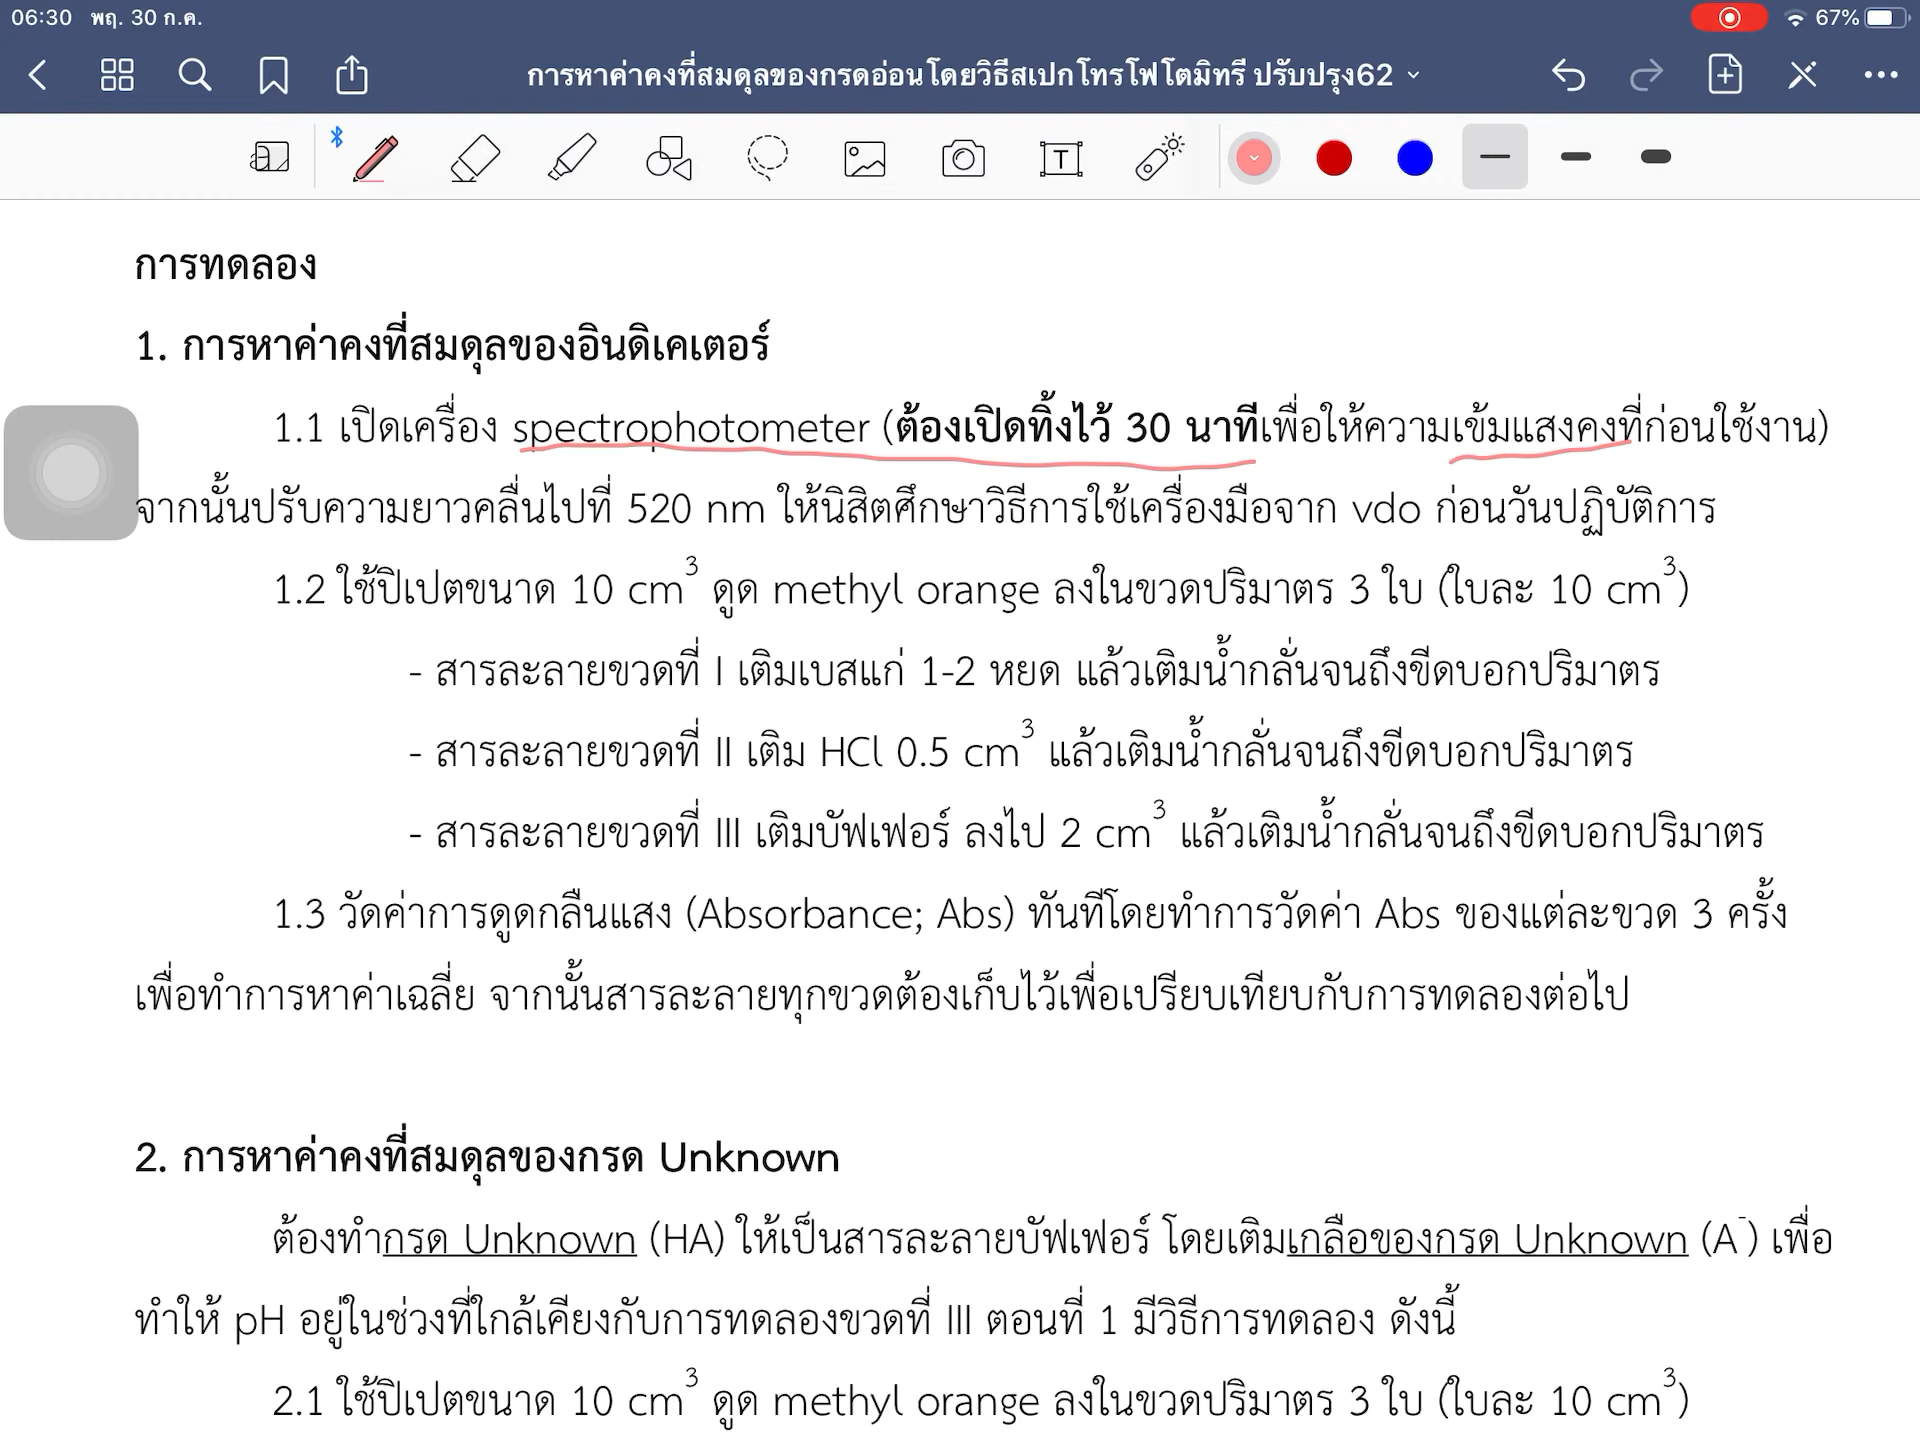 06:30 พฤ. 30 ก.ค.
67%
การหาค่าคงที่สมดุลของกรดอ่อนโดยวิธีสเปกโทรโฟโตมิทรี ปรับปรุง62
การทดลอง
1. การหาค่าคงที่สมดุลของอินดิเคเตอร์
1.1 เปิดเครื่อง spectrophotometer (ต้องเปิดทิ้งไว้ 30 นาทีเพื่อให้ความเข้มแสงคงที่ก่อนใช้งาน)
จากนั้นปรับความยาวคลื่นไปที่ 520 nm ให้นิสิตศึกษาวิธีการใช้เครื่องมือจาก vdo ก่อนวันปฏิบัติการ
1.2 ใช้ปิเปตขนาด 10 cm³ ดูด methyl orange ลงในขวดปริมาตร 3 ใบ (ใบละ 10 cm³)
- สารละลายขวดที่ I เติมเบสแก่ 1-2 หยด แล้วเติมน้ำกลั่นจนถึงขีดบอกปริมาตร
- สารละลายขวดที่ II เติม HCl 0.5 cm³ แล้วเติมน้ำกลั่นจนถึงขีดบอกปริมาตร
- สารละลายขวดที่ III เติมบัฟเฟอร์ ลงไป 2 cm³ แล้วเติมน้ำกลั่นจนถึงขีดบอกปริมาตร
1.3 วัดค่าการดูดกลืนแสง (Absorbance; Abs) ทันทีโดยทำการวัดค่า Abs ของแต่ละขวด 3 ครั้ง
เพื่อทำการหาค่าเฉลี่ย จากนั้นสารละลายทุกขวดต้องเก็บไว้เพื่อเปรียบเทียบกับการทดลองต่อไป
2. การหาค่าคงที่สมดุลของกรด Unknown
ต้องทำกรด Unknown (HA) ให้เป็นสารละลายบัฟเฟอร์ โดยเติมเกลือของกรด Unknown (A⁻) เพื่อ
ทำให้ pH อยู่ในช่วงที่ใกล้เคียงกับการทดลองขวดที่ III ตอนที่ 1 มีวิธีการทดลอง ดังนี้
2.1 ใช้ปิเปตขนาด 10 cm³ ดูด methyl orange ลงในขวดปริมาตร 3 ใบ (ใบละ 10 cm³)